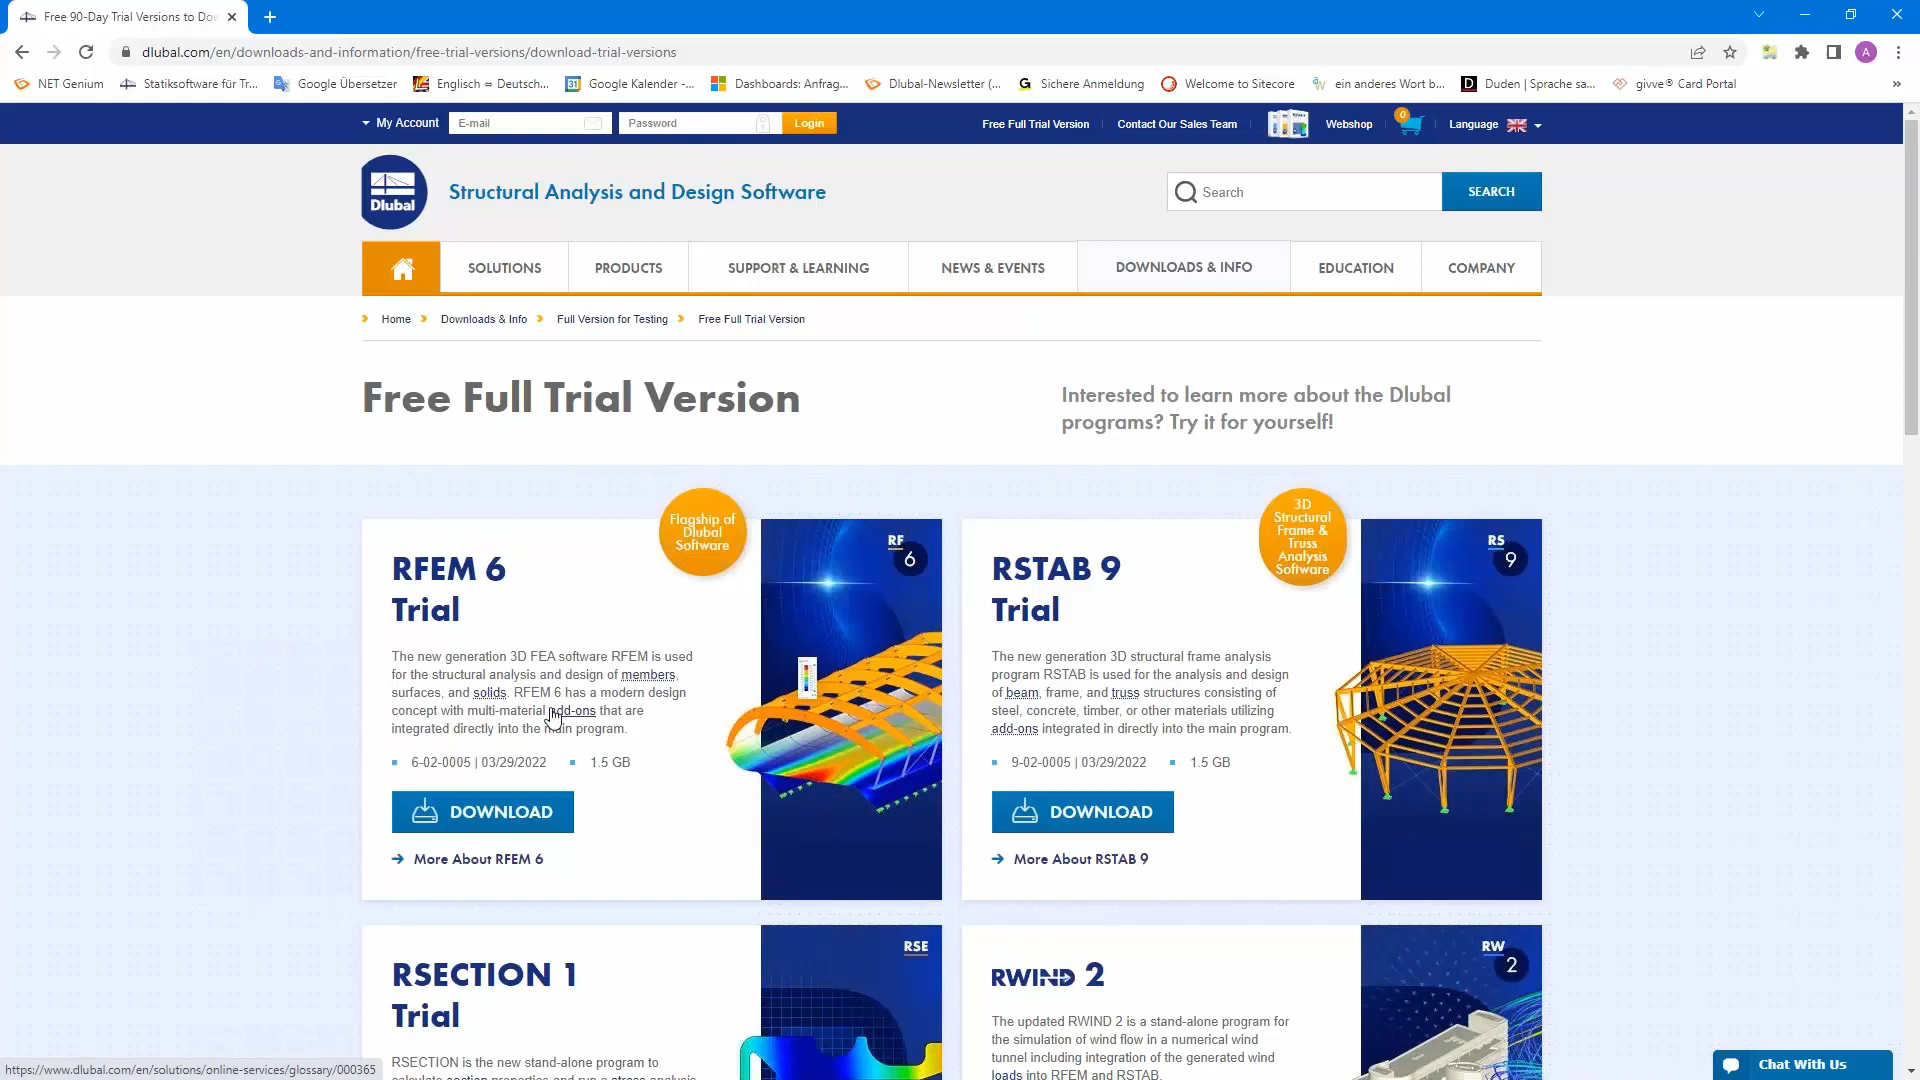 Free 90-Day Trial Versions to Dow
dlubal.com/en/downloads-and-information/free-trial-versions/download-trial-versions
A
NET Genium
Statiksoftware für Tr...
Google Übersetzer
Englisch ⇔ Deutsch...
31
Google Kalender -...
Dashboards: Anfrag...
Dlubal-Newsletter (...
G
Sichere Anmeldung
Welcome to Sitecore
ein anderes Wort b...
D
Duden | Sprache sa...
givve® Card Portal
»
My Account
E-mail
Password
Login
Free Full Trial Version
Contact Our Sales Team
Webshop
0
Language
Dlubal
Structural Analysis and Design Software
Search
SEARCH
SOLUTIONS
PRODUCTS
SUPPORT & LEARNING
NEWS & EVENTS
DOWNLOADS & INFO
EDUCATION
COMPANY
Home
Downloads & Info
Full Version for Testing
Free Full Trial Version
Free Full Trial Version
Interested to learn more about the Dlubal
programs? Try it for yourself!
Flagship of
Dlubal
Software
RFEM 6
Trial
The new generation 3D FEA software RFEM is used
for the structural analysis and design of members,
surfaces, and solids. RFEM 6 has a modern design
concept with multi-material add-ons that are
integrated directly into the main program.
6-02-0005 | 03/29/2022
1.5 GB
DOWNLOAD
More About RFEM 6
RF
6
3D
Structural
Frame &
Truss
Analysis
Software
RSTAB 9
Trial
The new generation 3D structural frame analysis
program RSTAB is used for the analysis and design
of beam, frame, and truss structures consisting of
steel, concrete, timber, or other materials utilizing
add-ons integrated in directly into the main program.
9-02-0005 | 03/29/2022
1.5 GB
DOWNLOAD
More About RSTAB 9
RS
9
RSECTION 1
Trial
RSECTION is the new stand-alone program to
calculate section properties and run a stress analysis
RSE
RWIND 2
The updated RWIND 2 is a stand-alone program for
the simulation of wind flow in a numerical wind
tunnel including integration of the generated wind
loads into RFEM and RSTAB.
RW
2
Chat With Us
https://www.dlubal.com/en/solutions/online-services/glossary/000365